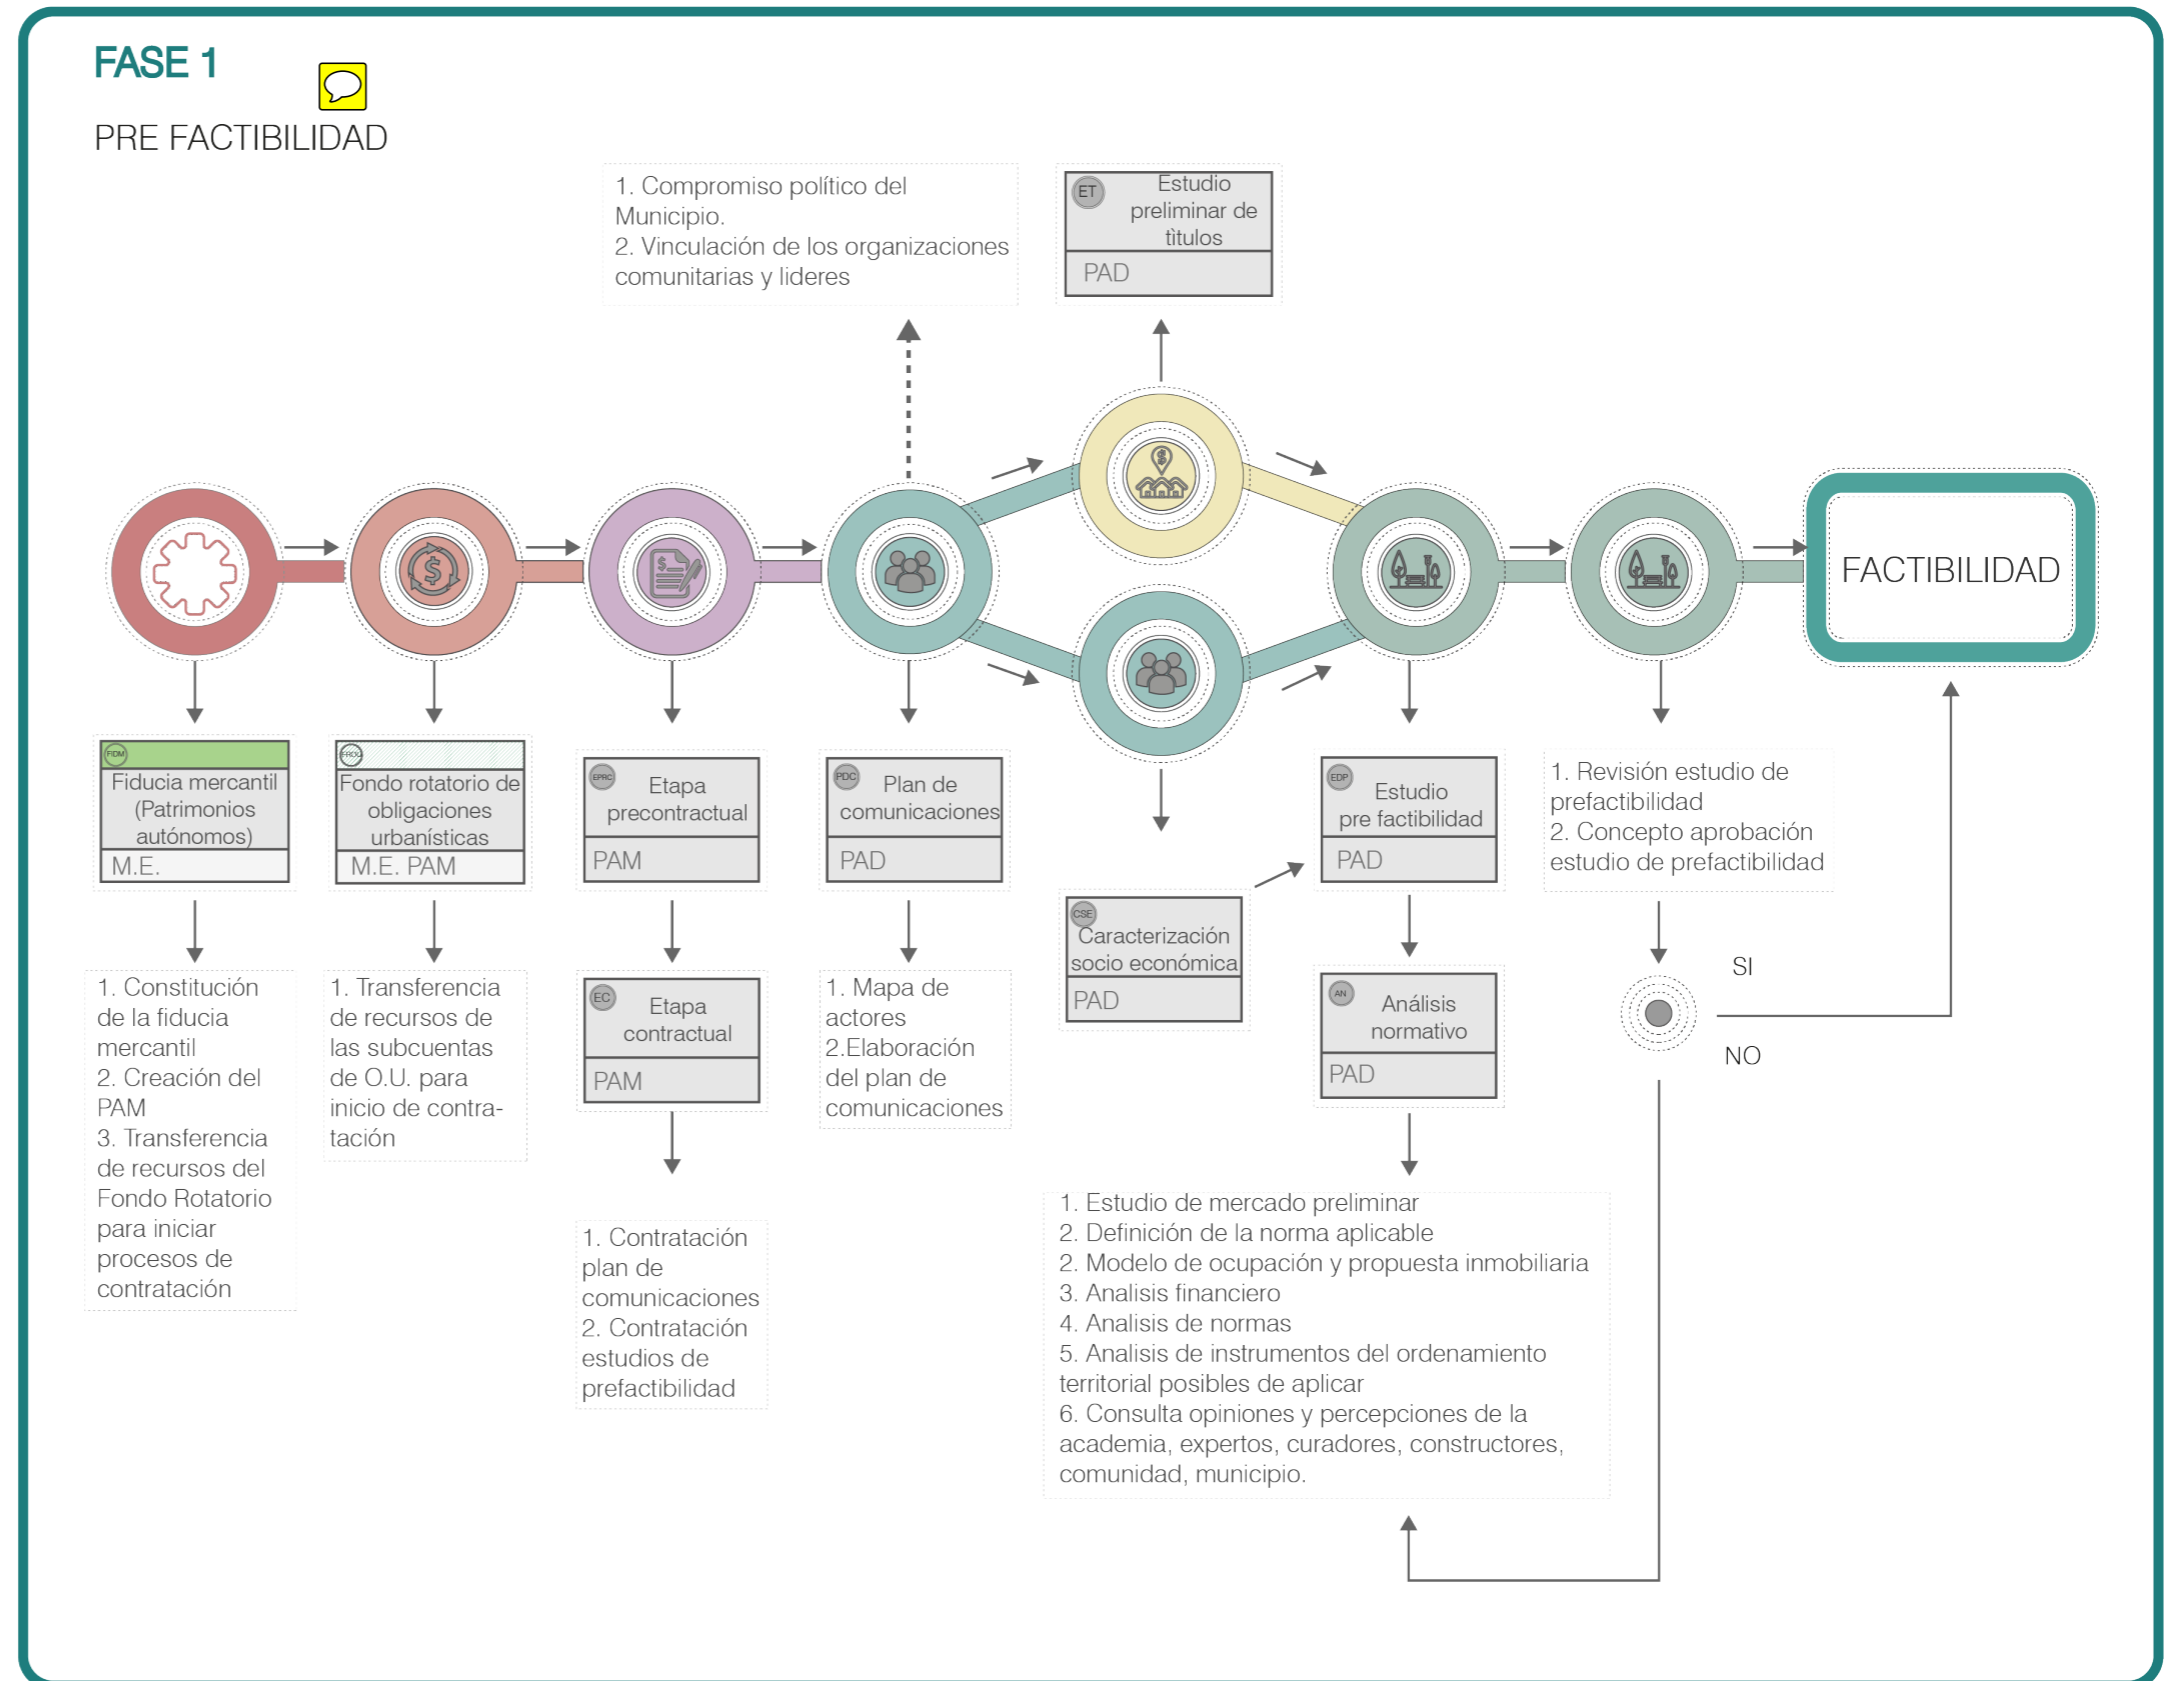 FASE 1
PRE FACTIBILIDAD
1. Compromiso político del
Municipio.
2. Vinculación de los organizaciones
comunitarias y lideres
ET
Estudio
preliminar de
tìtulos
PAD
FACTIBILIDAD
FIDM
Fiducia mercantil
(Patrimonios
autónomos)
M.E.
1. Constitución
de la fiducia
mercantil
2. Creación del
PAM
3. Transferencia
de recursos del
Fondo Rotatorio
para iniciar
procesos de
contratación
Fondo rotatorio de
obligaciones
urbanísticas
M.E. PAM
1. Transferencia
de recursos de
las subcuentas
de O.U. para
inicio de contra-
tación
EPRC
Etapa
precontractual
PAM
EC
Etapa
contractual
PAM
1. Contratación
plan de
comunicaciones
2. Contratación
estudios de
prefactibilidad
PDC
Plan de
comunicaciones
PAD
1. Mapa de
actores
2.Elaboración
del plan de
comunicaciones
CSE
Caracterización
socio económica
PAD
EDP
Estudio
pre factibilidad
PAD
AN
Análisis
normativo
PAD
1. Estudio de mercado preliminar
2. Definición de la norma aplicable
2. Modelo de ocupación y propuesta inmobiliaria
3. Analisis financiero
4. Analisis de normas
5. Analisis de instrumentos del ordenamiento
territorial posibles de aplicar
6. Consulta opiniones y percepciones de la
academia, expertos, curadores, constructores,
comunidad, municipio.
1. Revisión estudio de
prefactibilidad
2. Concepto aprobación
estudio de prefactibilidad
SI
NO